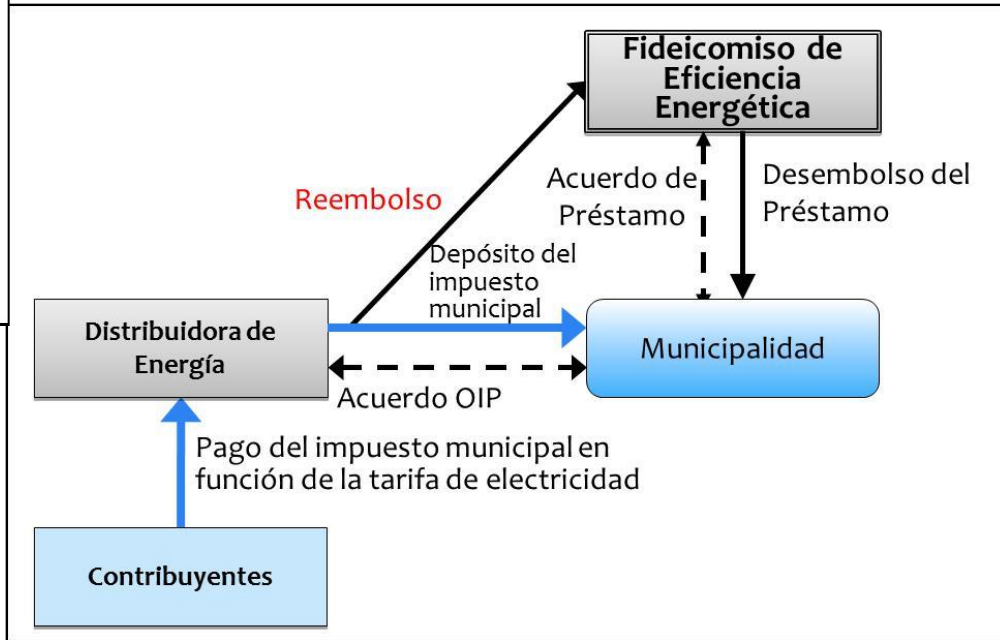 Fideicomiso de
Eficiencia
Energética
Reembolso
Acuerdo de
Préstamo
Desembolso del
Préstamo
Depósito del
impuesto
municipal
Distribuidora de
Energía
Municipalidad
Acuerdo OIP
Pago del impuesto municipal en
función de la tarifa de electricidad
Contribuyentes